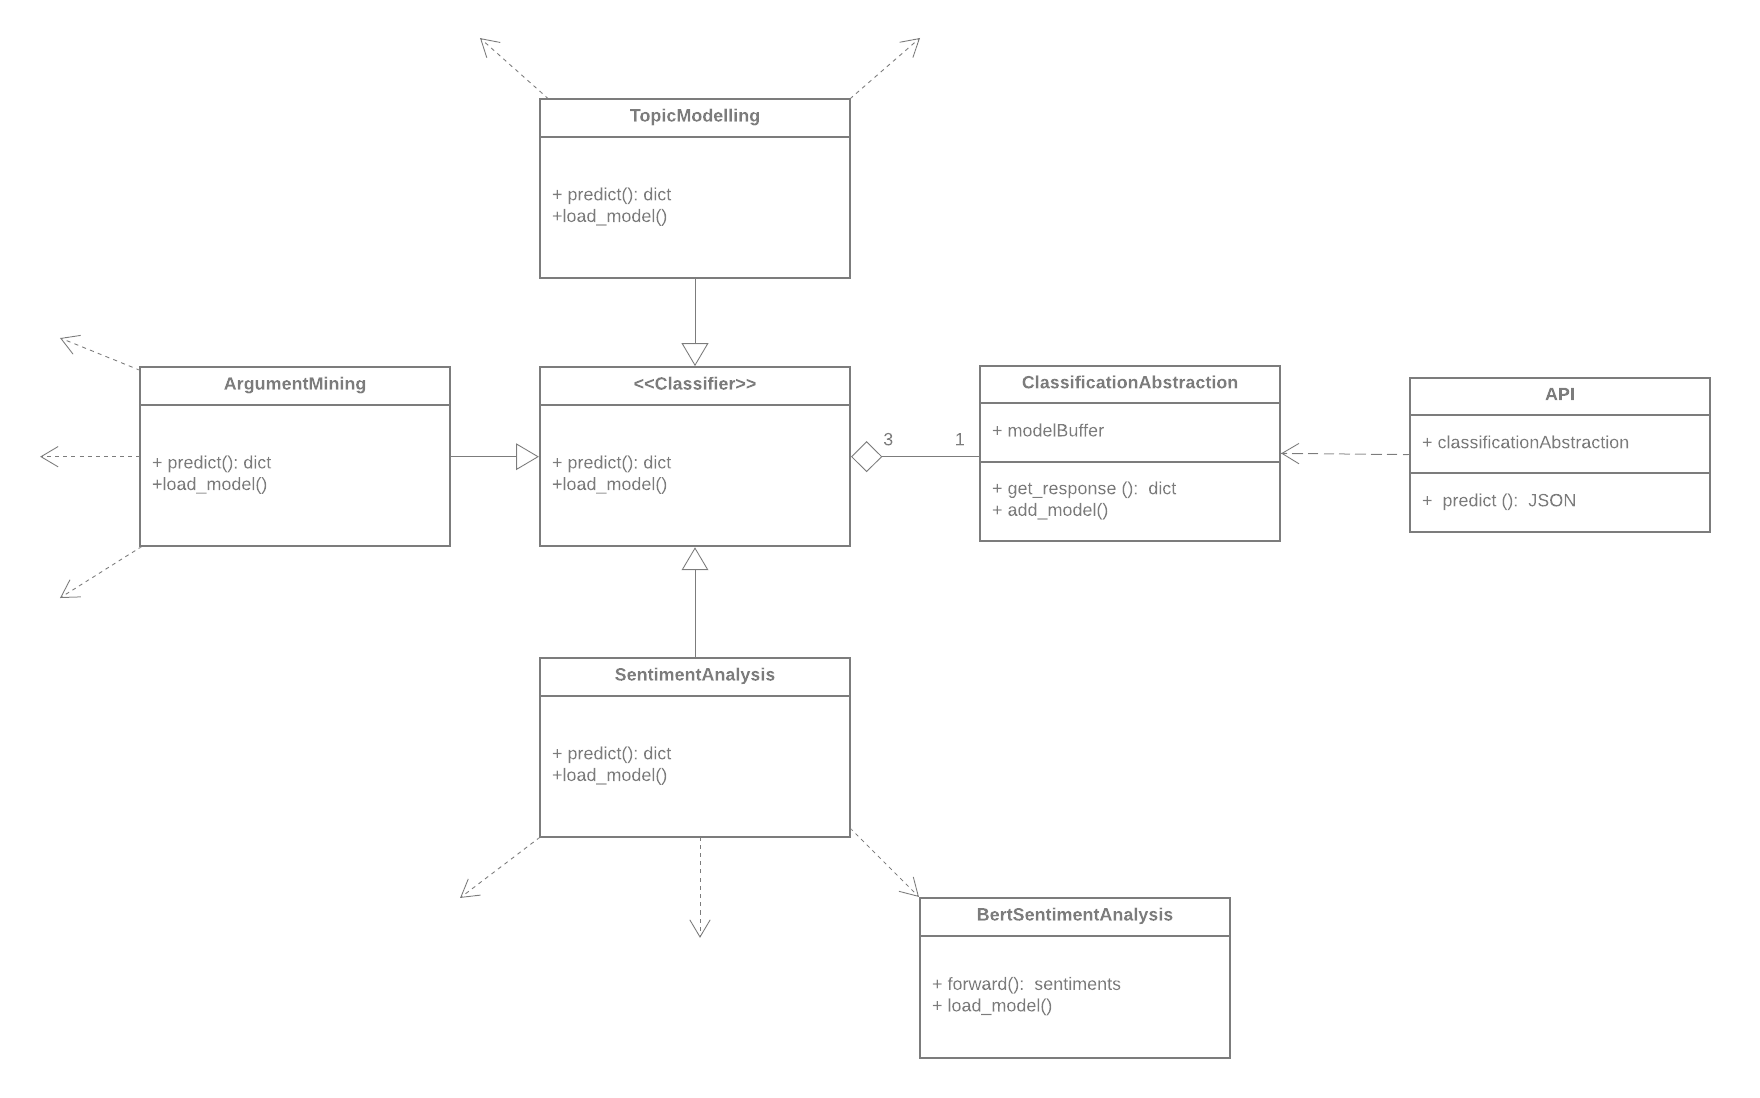 TopicModelling
+ predict(): dict
+load_model()
ArgumentMining
+ predict(): dict
+load_model()
<<Classifier>>
+ predict(): dict
+load_model()
3
1
ClassificationAbstraction
+ modelBuffer
+ get_response (): dict
+ add_model()
API
+ classificationAbstraction
+ predict (): JSON
SentimentAnalysis
+ predict(): dict
+load_model()
BertSentimentAnalysis
+ forward(): sentiments
+ load_model()